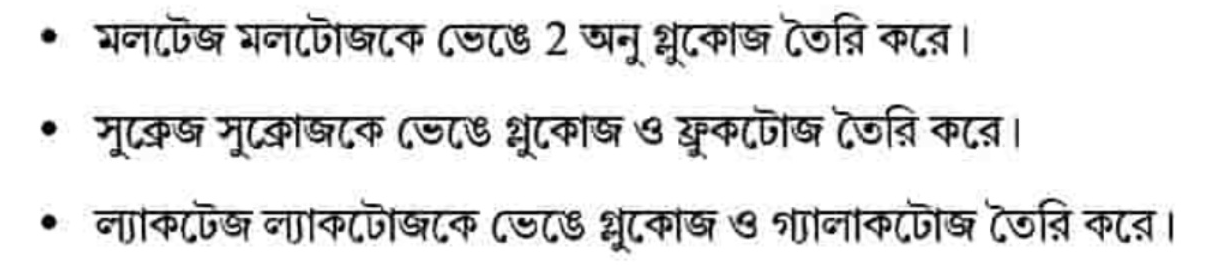 • মলটেজ মলটোজকে ভেঙে 2 অনু গ্লুকোজ তৈরি করে।
• সুক্রেজ সুক্রোজকে ভেঙে গ্লুকোজ ও ফ্রুকটোজ তৈরি করে।
• ল্যাকটেজ ল্যাকটোজকে ভেঙে গ্লুকোজ ও গ্যালাকটোজ তৈরি করে।